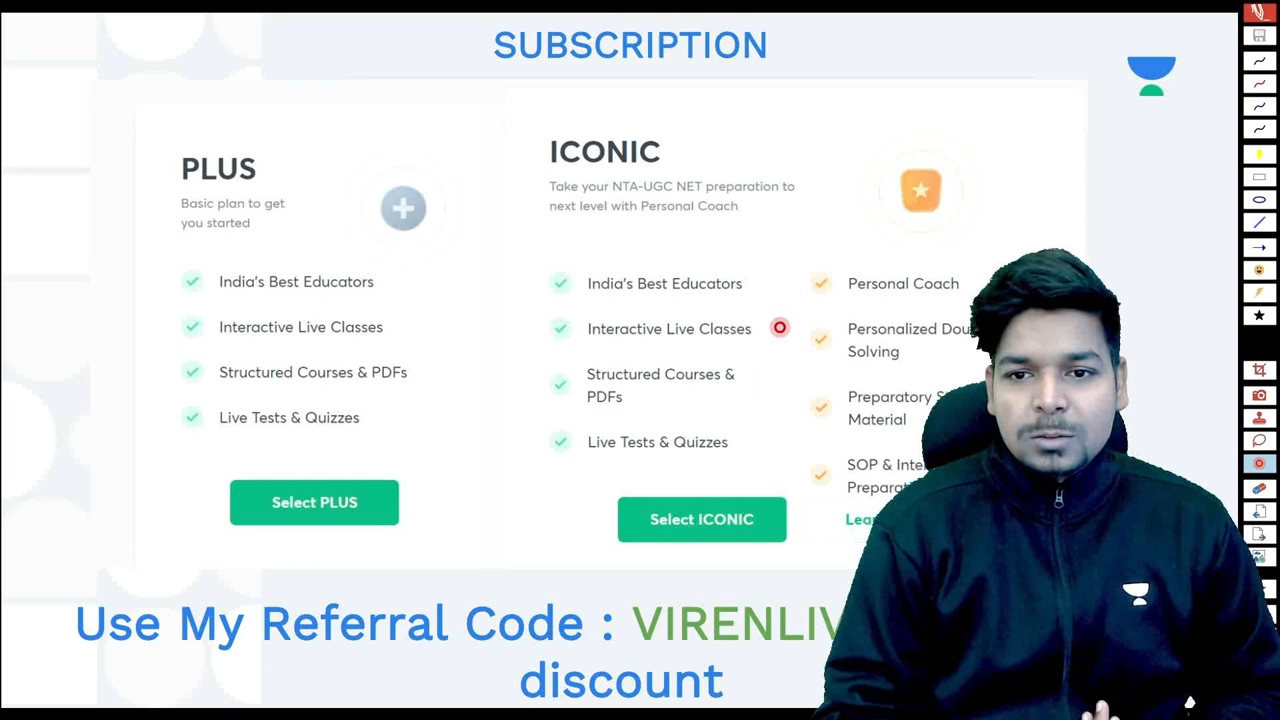 SUBSCRIPTION
PLUS
Basic plan to get
you started
India's Best Educators
Interactive Live Classes
Structured Courses & PDFs
Live Tests & Quizzes
Select PLUS
ICONIC
Take your NTA-UGC NET preparation to
next level with Personal Coach
India's Best Educators
Interactive Live Classes
Structured Courses &
PDFs
Live Tests & Quizzes
Select ICONIC
Personal Coach
Personalized
Solving
Preparatory
Material
SOP &
Use My Referral Code :
discount